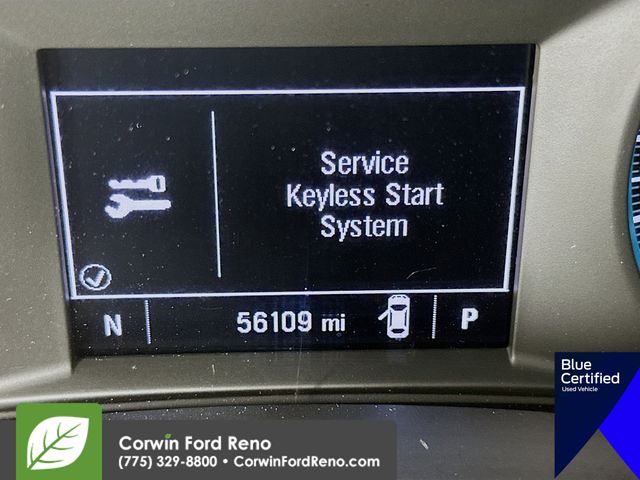 Service
Keyless Start
System
N
56109 mi
P
Blue
Certified
Used Vehicle
Corwin Ford Reno
(775) 329-8800 • CorwinFordReno.com